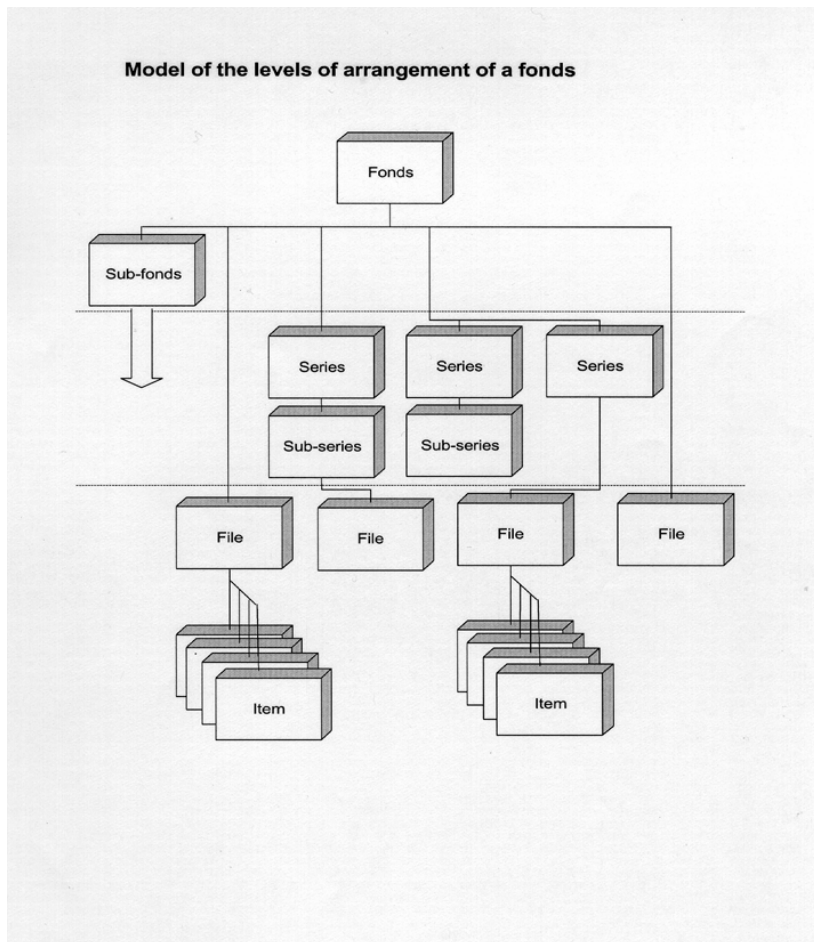 Model of the levels of arrangement of a fonds
Fonds
Sub-fonds
Series
Series
Series
Sub-series
Sub-series
File
File
File
File
Item
Item